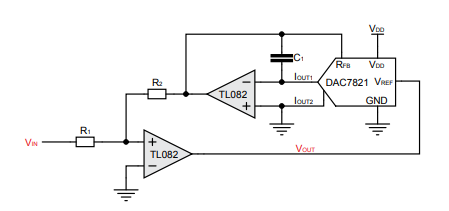 VDD
C1
RFB VDD
R2
IOUT1
−
TL082
DAC7821 VREF
+
IOUT2
GND
R1
VIN
+
TL082
−
VOUT